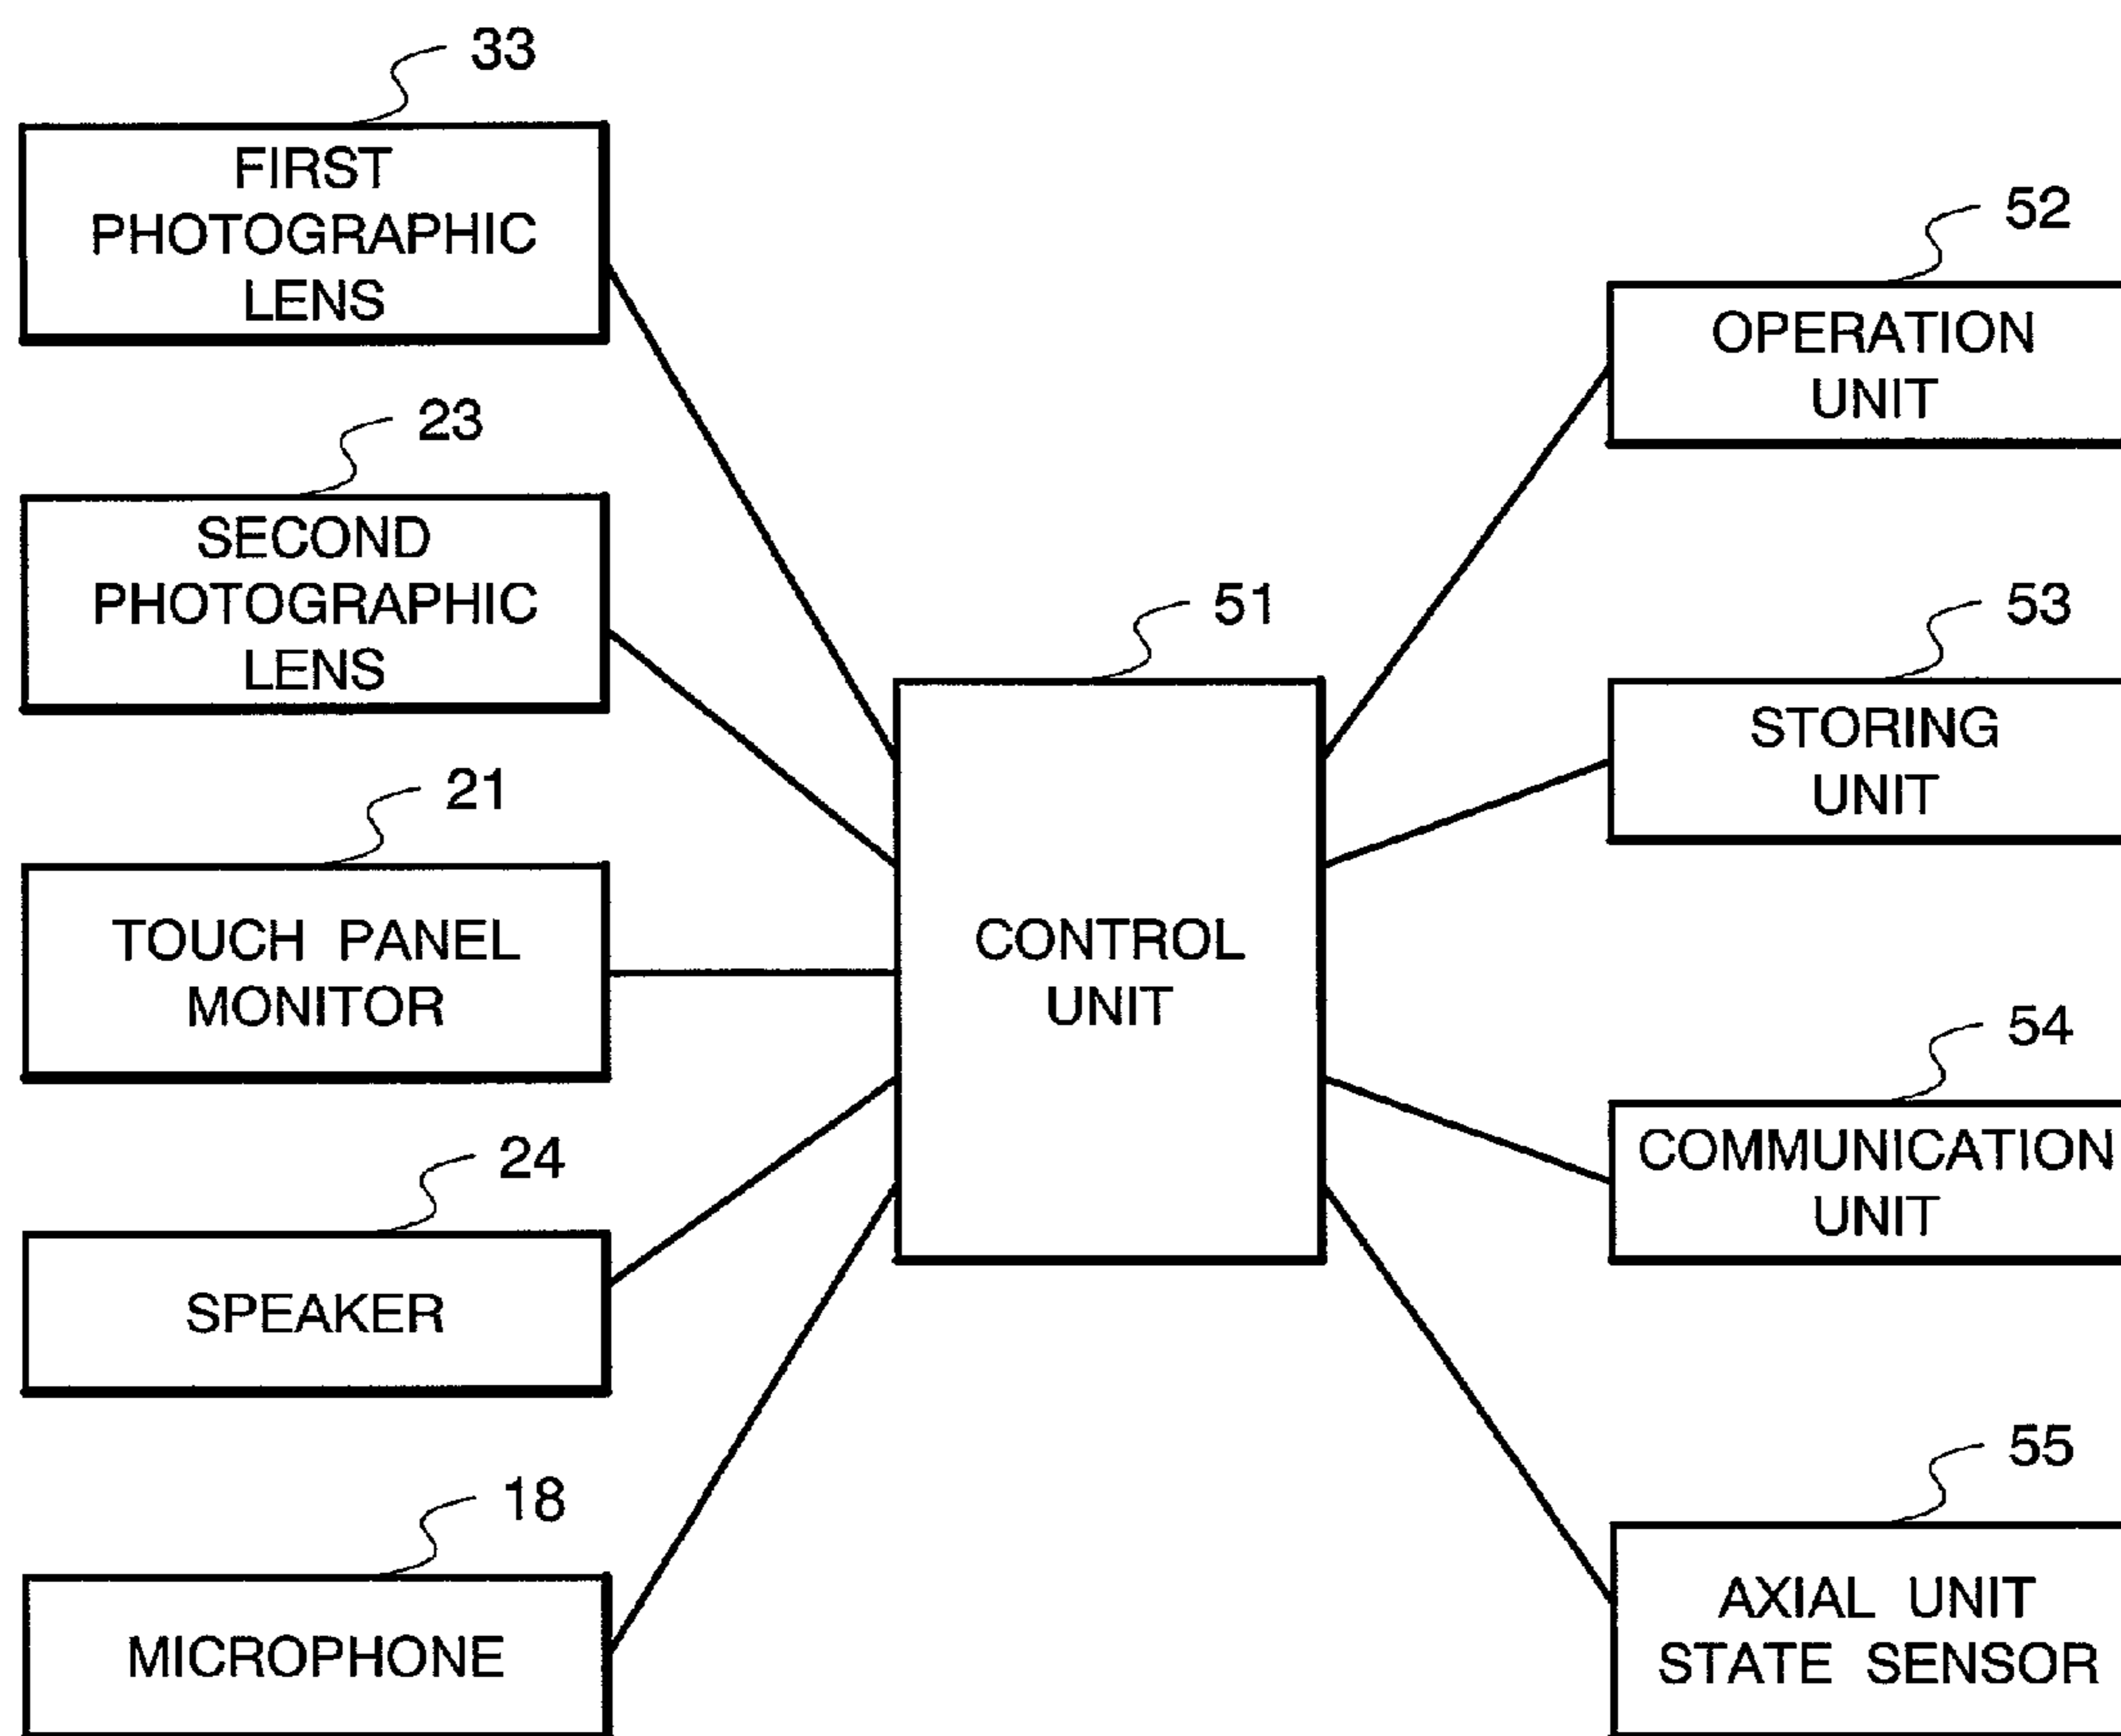 33
FIRST
PHOTOGRAPHIC
LENS
23
SECOND
PHOTOGRAPHIC
LENS
21
TOUCH PANEL
MONITOR
24
SPEAKER
18
MICROPHONE
51
CONTROL
UNIT
52
OPERATION
UNIT
53
STORING
UNIT
54
COMMUNICATION
UNIT
55
AXIAL UNIT
STATE SENSOR